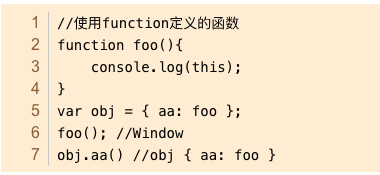 1 //使用function定义的函数
2 function foo(){
3     console.log(this);
4 }
5 var obj = { aa: foo };
6 foo(); //Window
7 obj.aa() //obj { aa: foo }